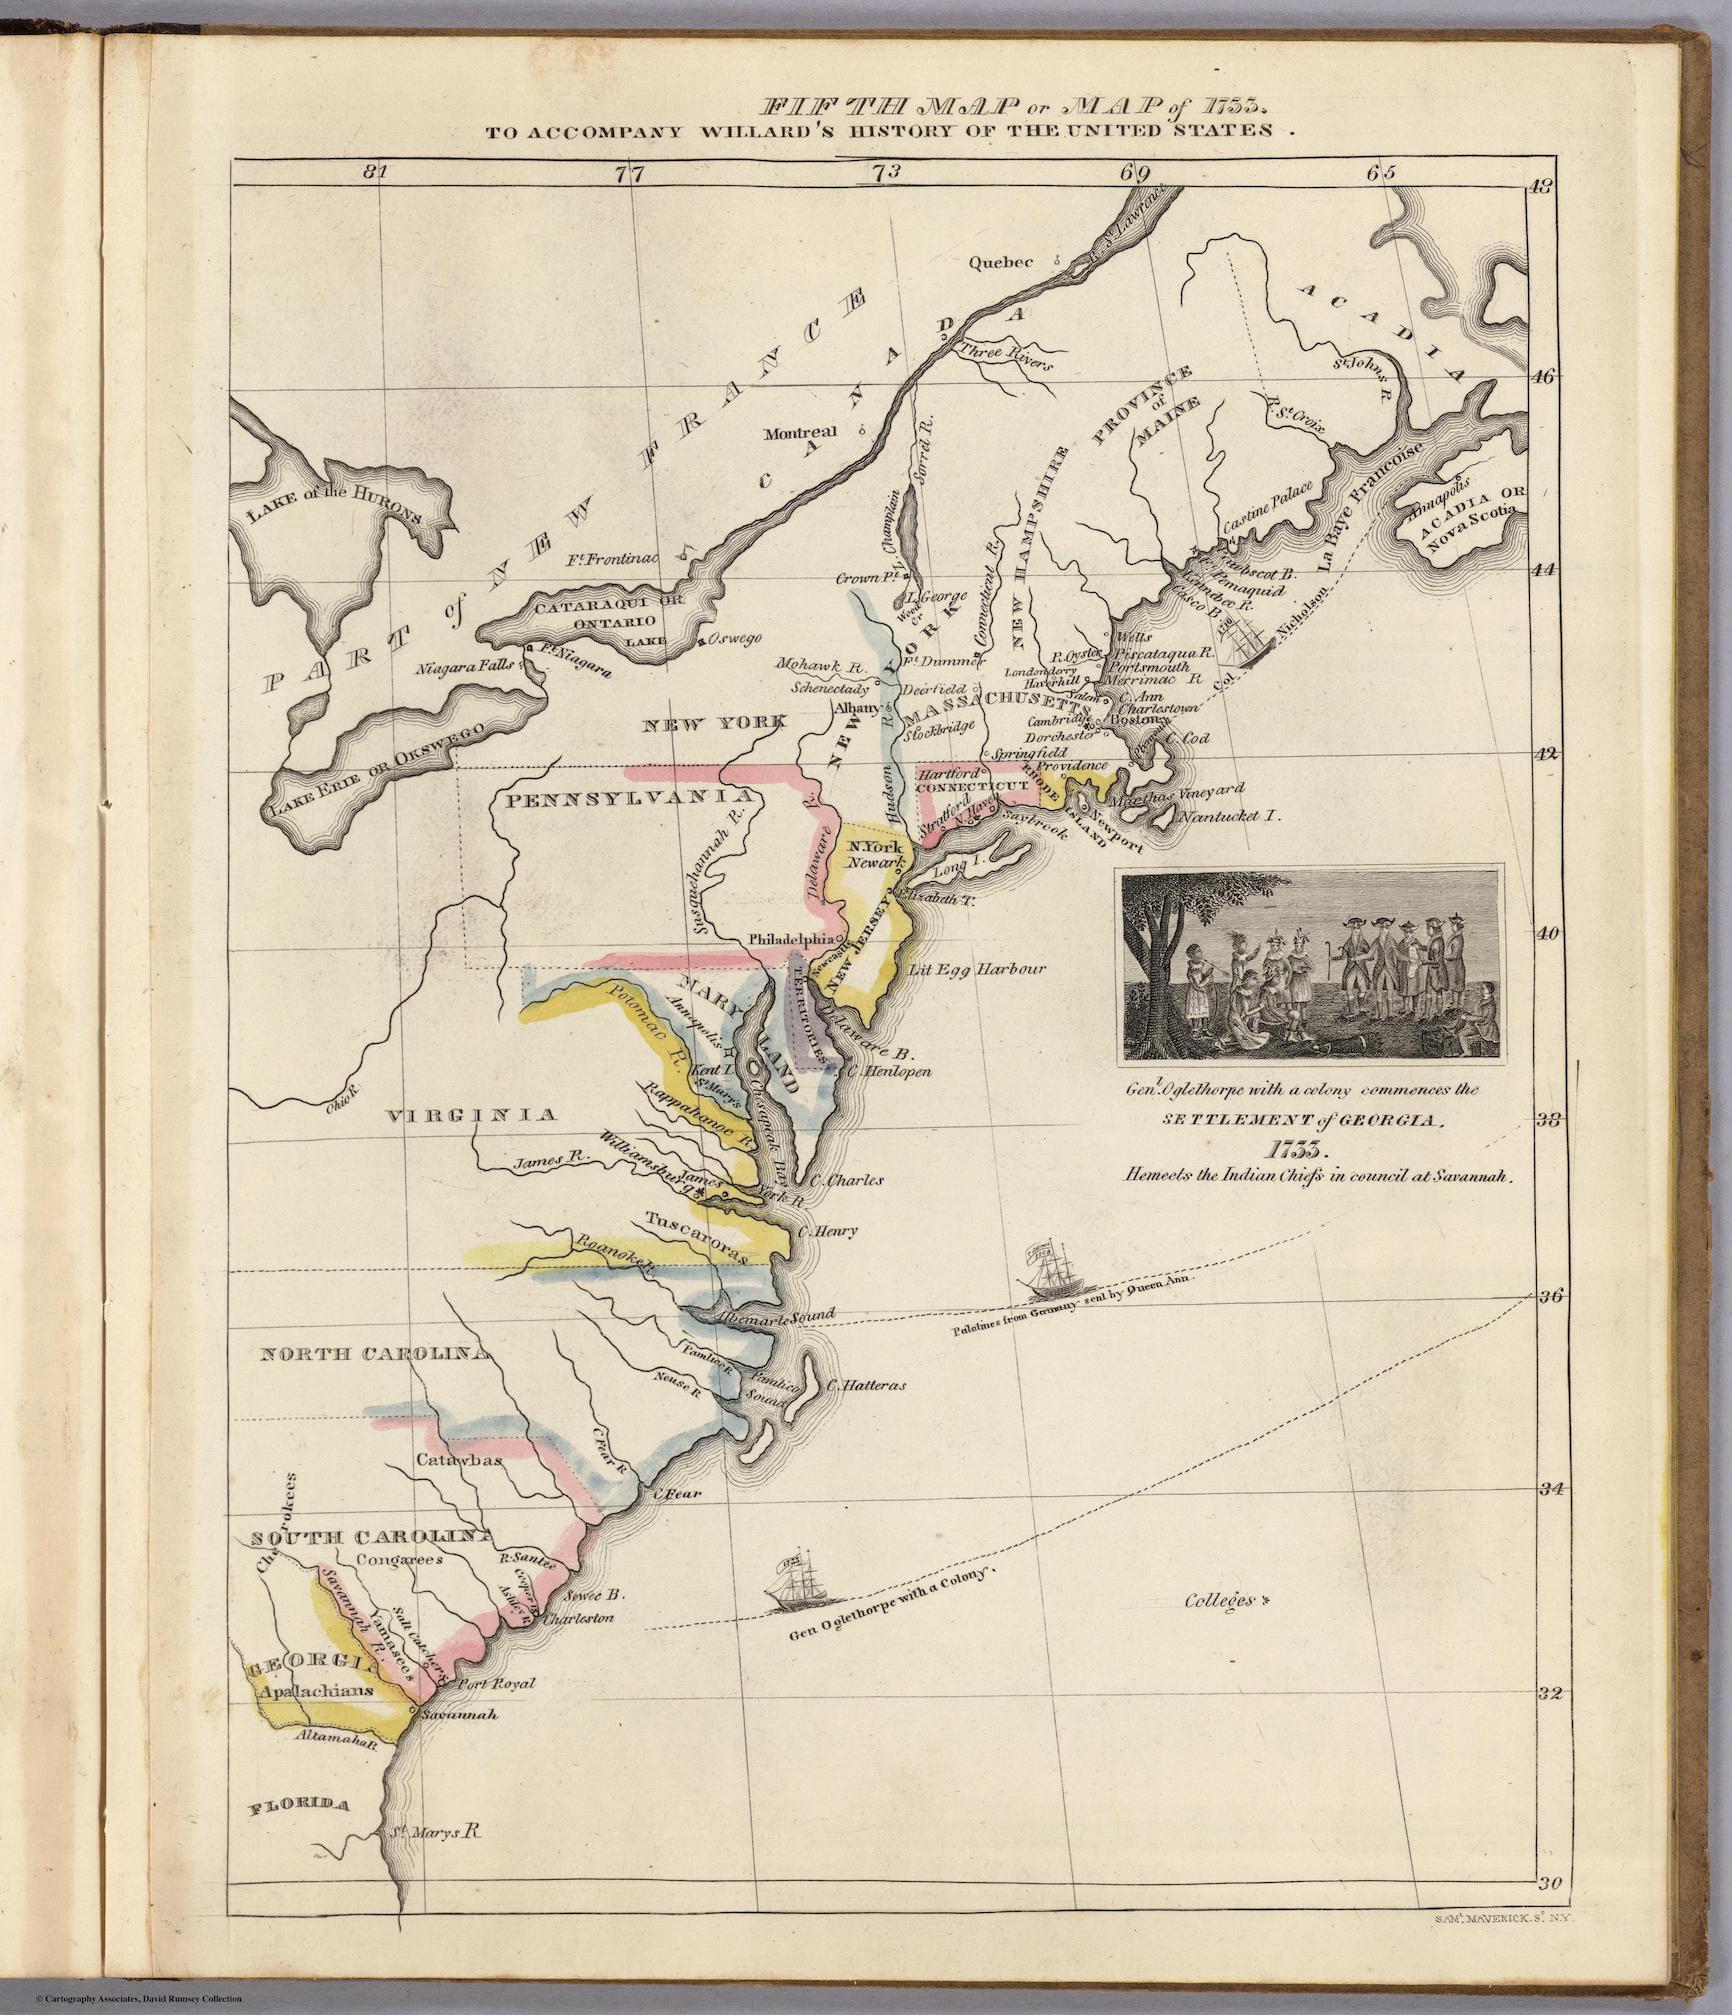 FIFTH MAP or MAP of 1733.
TO ACCOMPANY WILLARD'S HISTORY OF THE UNITED STATES.
81 77 73 69 65
48
46
44
42
40
38
36
34
32
30
R. St. Lawrence
Quebec
ACADIA
PART of NEW FRANCE
CANADA
Three Rivers
St. Johns R.
PROVINCE
of
MAINE
R. St Croix
Montreal
Sorrel R.
LAKE of the HURONS
L. Champlain
NEW HAMPSHIRE
Castine Palace
La Baye Francoise
Annapolis
ACADIA OR
Nova Scotia
Ft. Frontinac
Crown Pt.
L. George
Wood Cr
Connecticut R.
Penobscot B.
Pemaquid
Kennebec R.
Casco B.
1710
Col Nicholson
CATARAQUI OR
ONTARIO
LAKE
Oswego
Niagara Falls
Ft. Niagara
Wells
R. Oyster
Piscataqua R.
Portsmouth
Merrimac R
Mohawk R.
Ft. Dummer
Londonderry
Haverhill
Schenectady
Deerfield
Salem
C. Ann
Charlestown
Albany
MASSACHUSETTS
Cambridge
Boston
Stockbridge
Dorchester
Plymouth
C. Cod
NEW YORK
NEW YORK
Springfield
LAKE ERIE OR OKSWEGO
Hudson R.
Hartford
Providence
CONNECTICUT
RHODE ISLAND
PENNSYLVANIA
Stratford
N. Haven
Saybrook
Newport
Marthas Vineyard
Nantucket I.
Susquehannah R.
Delaware R.
N. York
Newark
Long I.
Elizabeth T.
Philadelphia
Newcastle
NEW JERSEY
Lit Egg Harbour
MARYLAND
TERRITORIES
Potomac R.
Annapolis
Delaware B.
Kent I.
C. Henlopen
St Marys
Ohio R.
Rappahanoc R.
Chesapeak Bay
VIRGINIA
Williamsburg
James R.
James
York R.
C. Charles
Gen.l Oglethorpe with a colony commences the
SETTLEMENT of GEORGIA.
1733.
He meets the Indian Chiefs in council at Savannah.
Tuscaroras
C. Henry
Roanoke R.
Palatines from Germany sent by Queen Ann.
Albemarle Sound
NORTH CAROLINA
Pamlico R.
Neuse R
Pamlico
Sound
C. Hatteras
C Fear R
Catawbas
C Fear
Cherokees
SOUTH CAROLINA
Congarees
R. Santee
Cooper R.
Ashley R.
Sewee B.
Charleston
1733
Gen Oglethorpe with a Colony.
Colleges *
Savannah R.
Yamasees
Salt Catchers
GEORGIA
Apalachians
Port Royal
Savannah
Altamaha R.
FLORIDA
St. Marys R
SAML. MAVERICK. Sc. N.Y.
© Cartography Associates, David Rumsey Collection